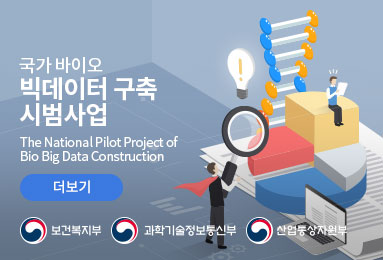 국가 바이오
빅데이터 구축
시범사업
The National Pilot Project of
Bio Big Data Construction
더보기
보건복지부 과학기술정보통신부 산업통상자원부